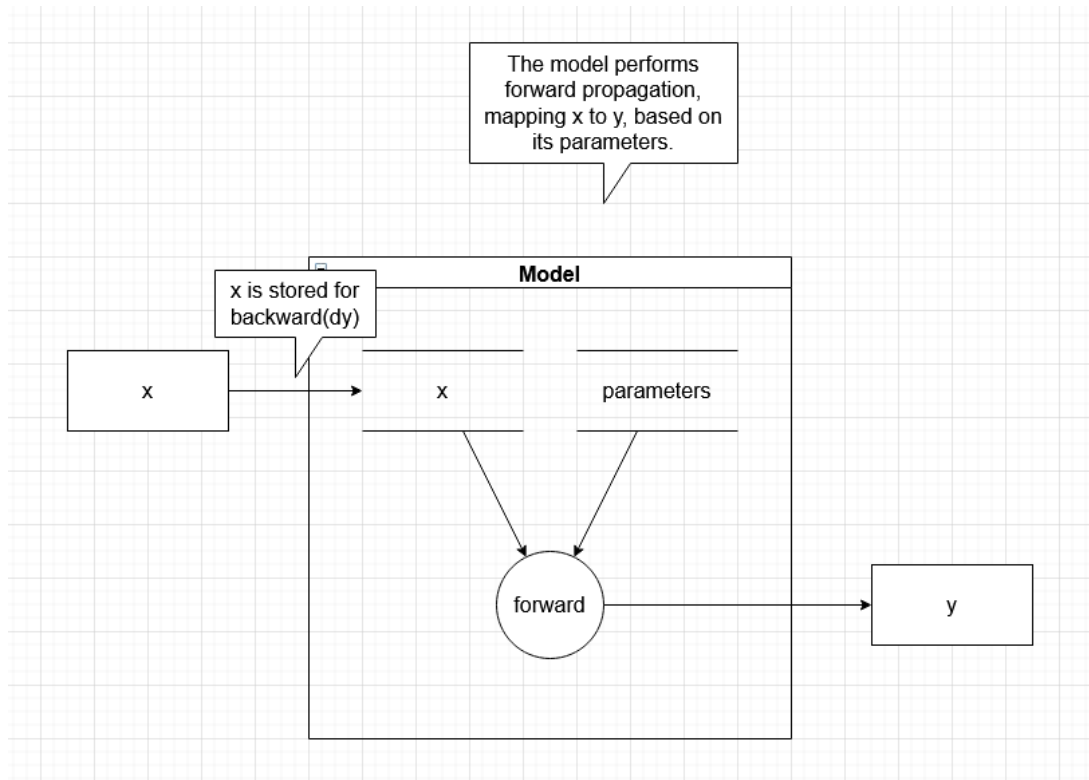 The model performs
forward propagation,
mapping x to y, based on
its parameters.
Model
x is stored for
backward(dy)
x
x
parameters
forward
y